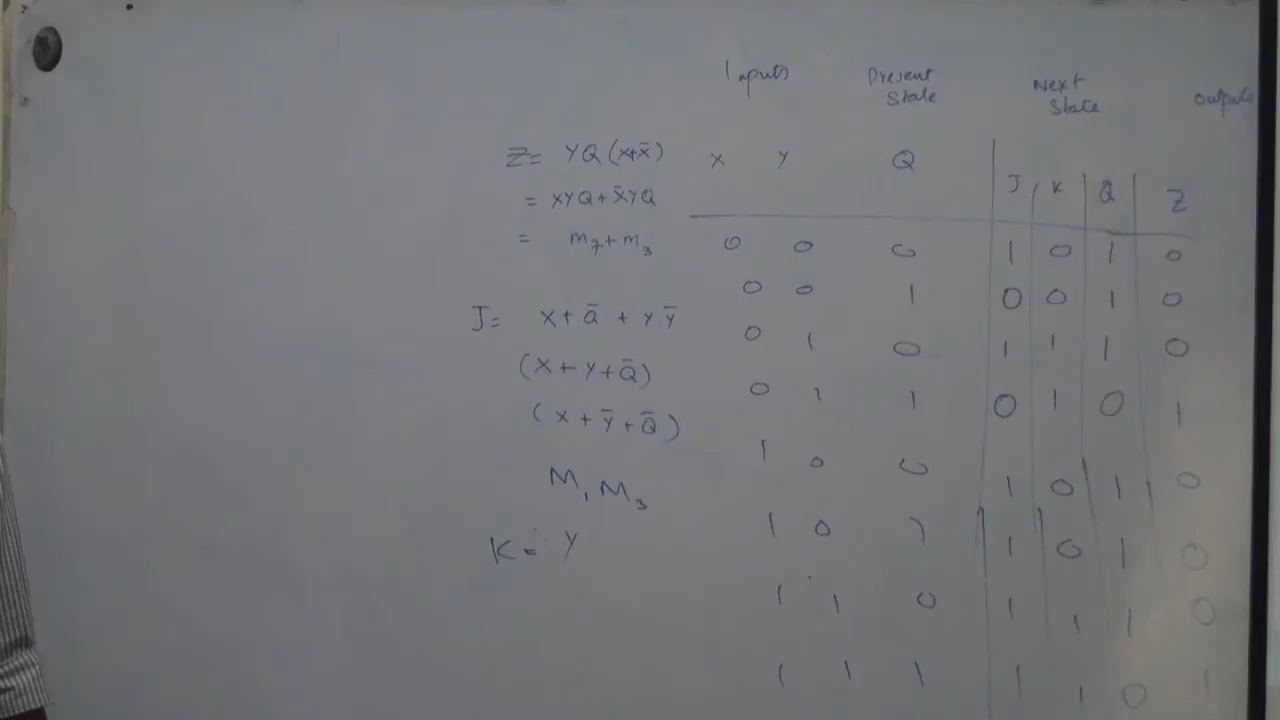 Z = YQ (X+X̄)
= XYQ + X̄YQ
= m₇ + m₃
J = X + Q̄ + YȲ
(X + Y + Q̄)
(X + Ȳ + Q̄)
M₁ M₃
K = Y
Inputs Present State Next State Outputs
X Y Q J K Q Z
0 0 0 1 0 1 0
0 0 1 0 0 1 0
0 1 0 1 1 1 0
0 1 1 0 1 0 1
1 0 0 1 0 1 0
1 0 1 1 0 1 0
1 1 0 1 1 1 0
1 1 1 1 1 0 1